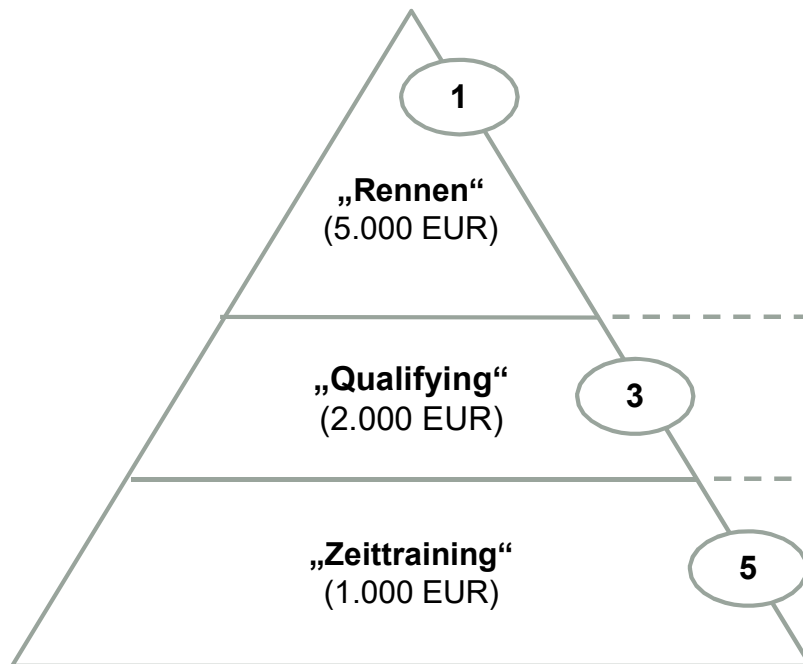 1
„Rennen“
(5.000 EUR)
„Qualifying“
(2.000 EUR)
3
„Zeittraining“
(1.000 EUR)
5